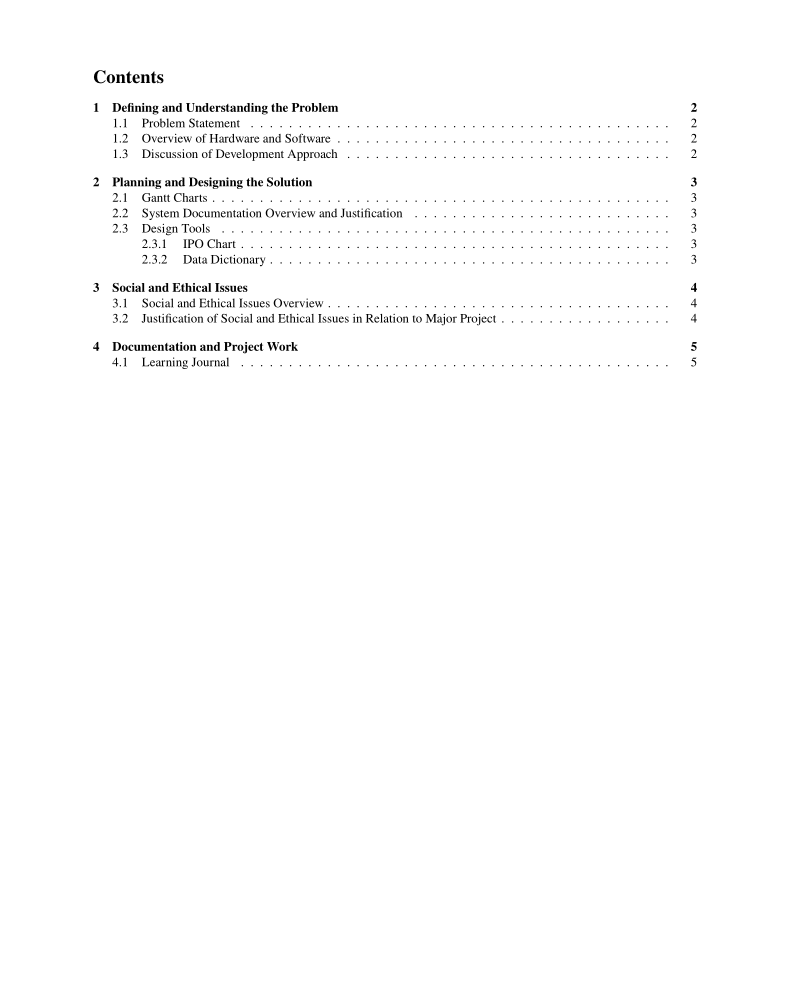 Contents
1 Defining and Understanding the Problem 2
1.1 Problem Statement . . . . . . . . . . . . . . . . . . . . . . . . . . . . . . . . . . . . . . . . . . . . 2
1.2 Overview of Hardware and Software . . . . . . . . . . . . . . . . . . . . . . . . . . . . . . . . . . . 2
1.3 Discussion of Development Approach . . . . . . . . . . . . . . . . . . . . . . . . . . . . . . . . . . 2
2 Planning and Designing the Solution 3
2.1 Gantt Charts . . . . . . . . . . . . . . . . . . . . . . . . . . . . . . . . . . . . . . . . . . . . . . . . 3
2.2 System Documentation Overview and Justification . . . . . . . . . . . . . . . . . . . . . . . . . . . 3
2.3 Design Tools . . . . . . . . . . . . . . . . . . . . . . . . . . . . . . . . . . . . . . . . . . . . . . . 3
2.3.1 IPO Chart . . . . . . . . . . . . . . . . . . . . . . . . . . . . . . . . . . . . . . . . . . . . . 3
2.3.2 Data Dictionary . . . . . . . . . . . . . . . . . . . . . . . . . . . . . . . . . . . . . . . . . . 3
3 Social and Ethical Issues 4
3.1 Social and Ethical Issues Overview . . . . . . . . . . . . . . . . . . . . . . . . . . . . . . . . . . . . 4
3.2 Justification of Social and Ethical Issues in Relation to Major Project . . . . . . . . . . . . . . . . . . 4
4 Documentation and Project Work 5
4.1 Learning Journal . . . . . . . . . . . . . . . . . . . . . . . . . . . . . . . . . . . . . . . . . . . . . 5